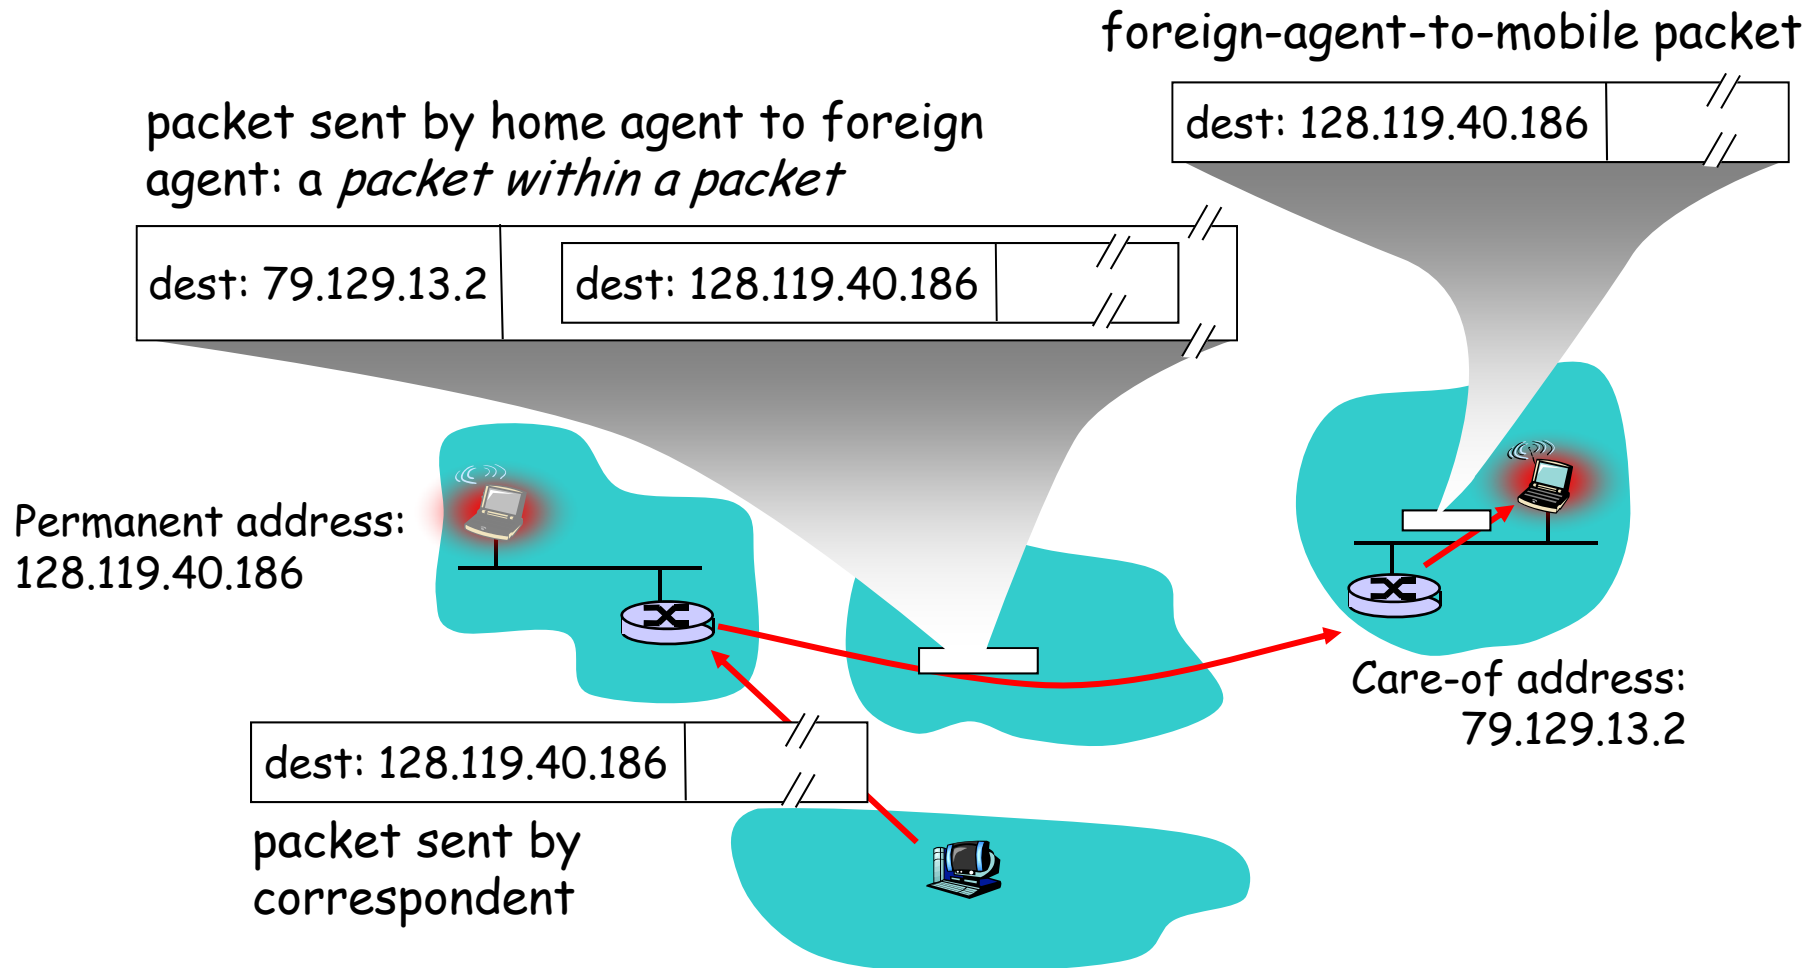 foreign-agent-to-mobile packet
dest: 128.119.40.186
packet sent by home agent to foreign
agent: a packet within a packet
dest: 79.129.13.2
dest: 128.119.40.186
Permanent address:
128.119.40.186
Care-of address:
79.129.13.2
dest: 128.119.40.186
packet sent by
correspondent